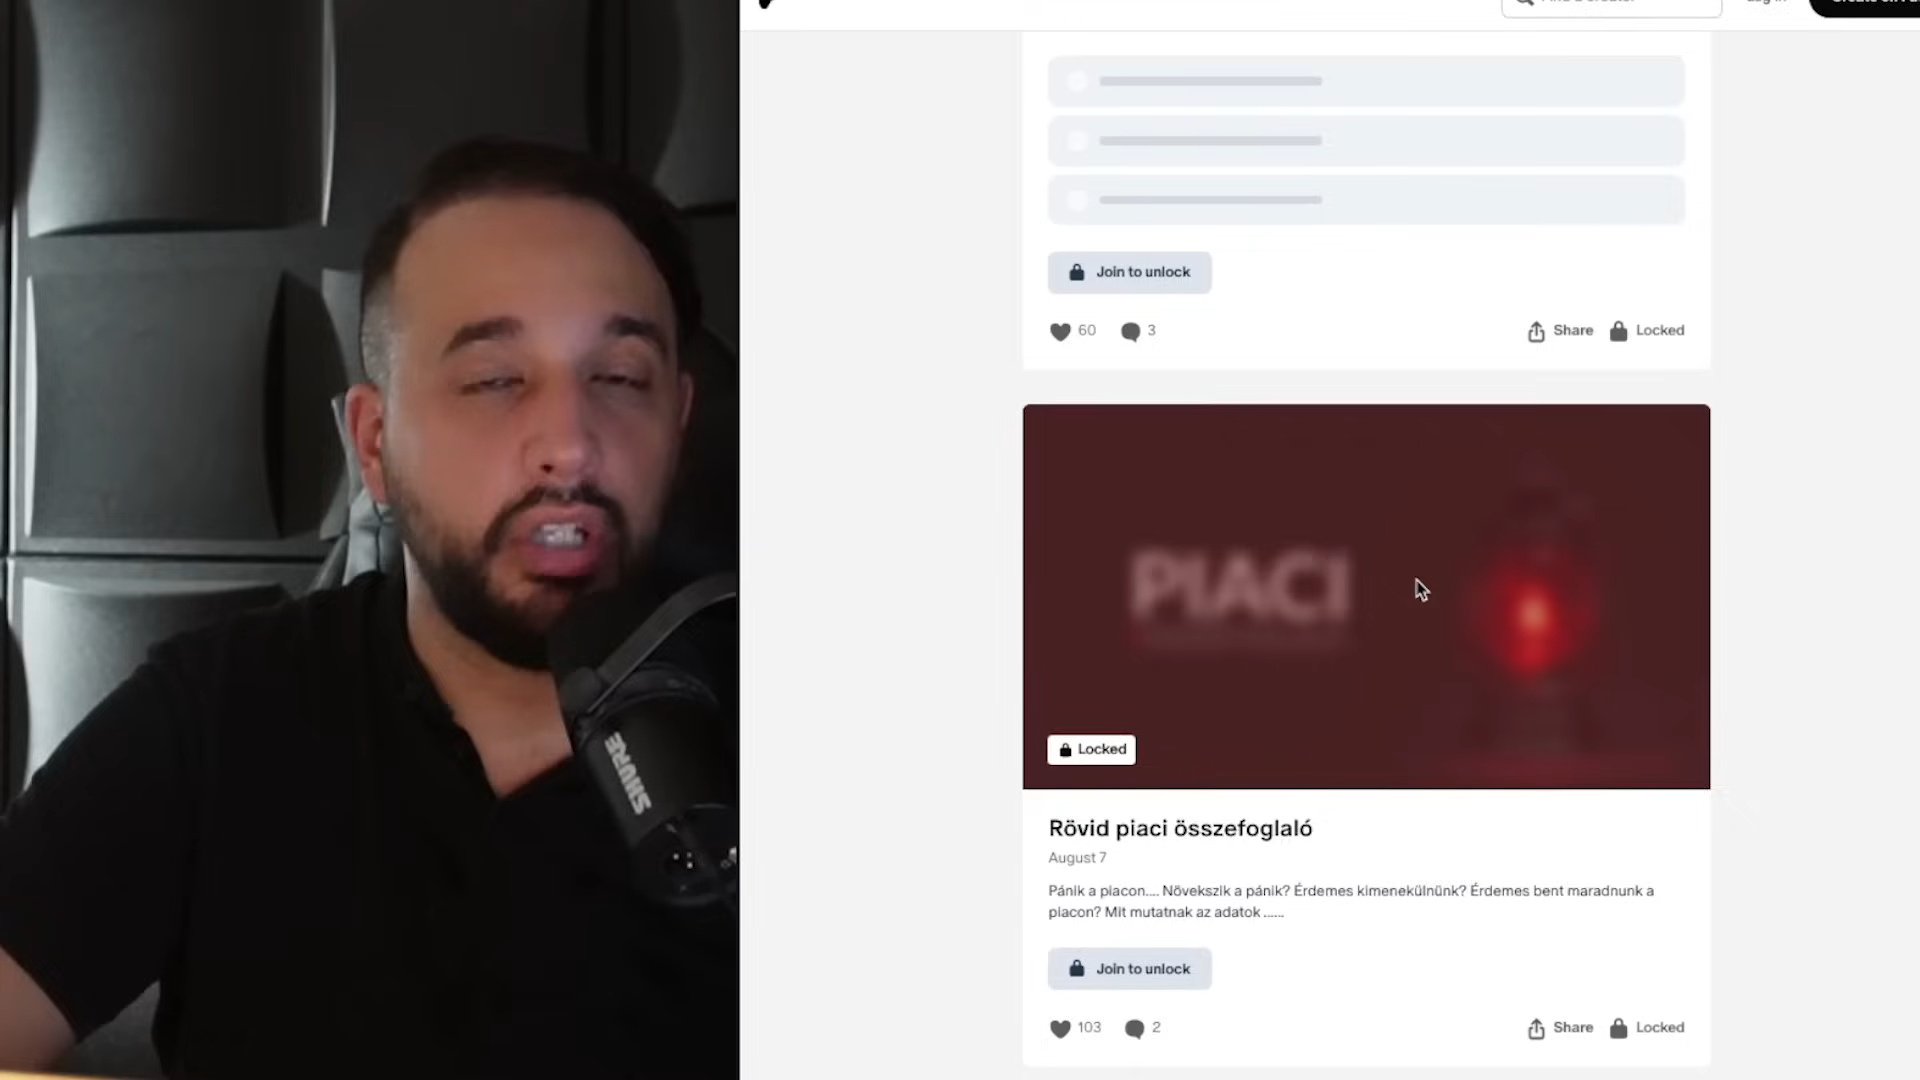 Join to unlock
60
3
Share
Locked
PIACI
Locked
Rövid piaci összefoglaló
August 7
Pánik a piacon.... Növekszik a pánik? Érdemes kimenekülnünk? Érdemes bent maradnunk a
piacon? Mit mutatnak az adatok ......
Join to unlock
103
2
Share
Locked
SHURE